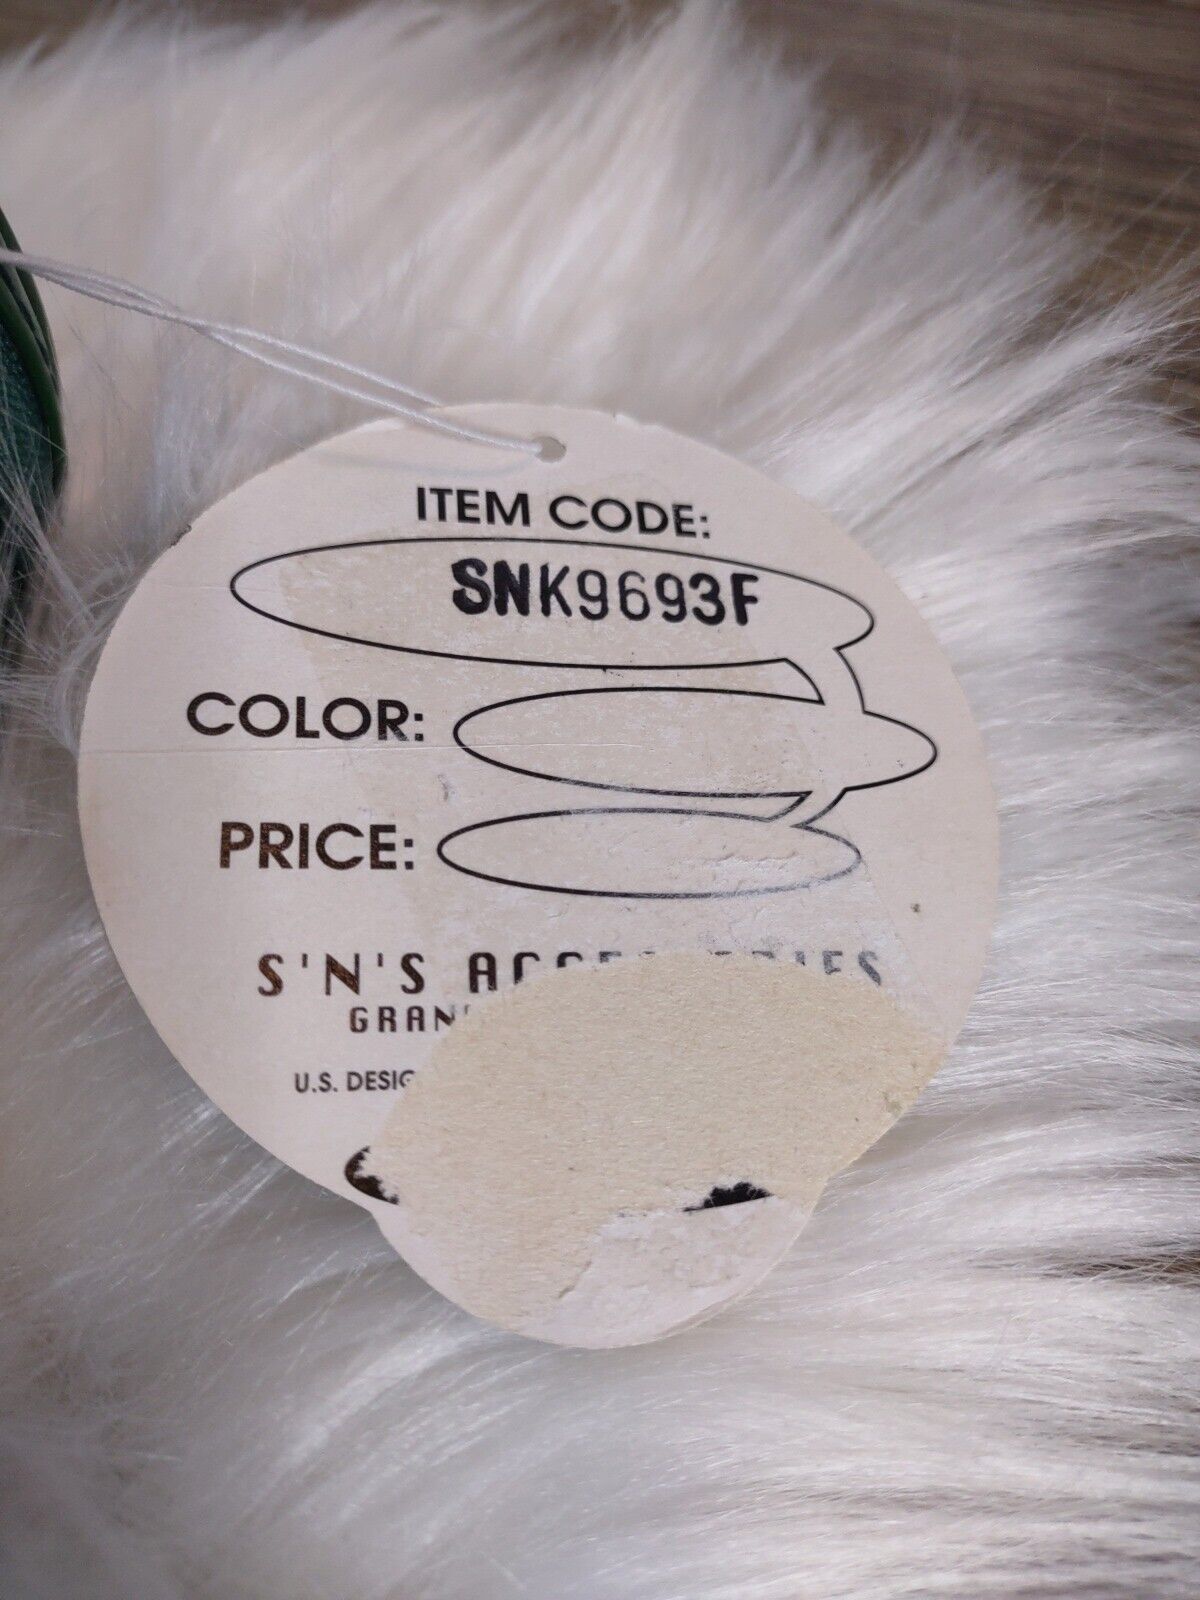 ITEM CODE:
SNK9693F
COLOR:
PRICE:
S'N'S
U.S.